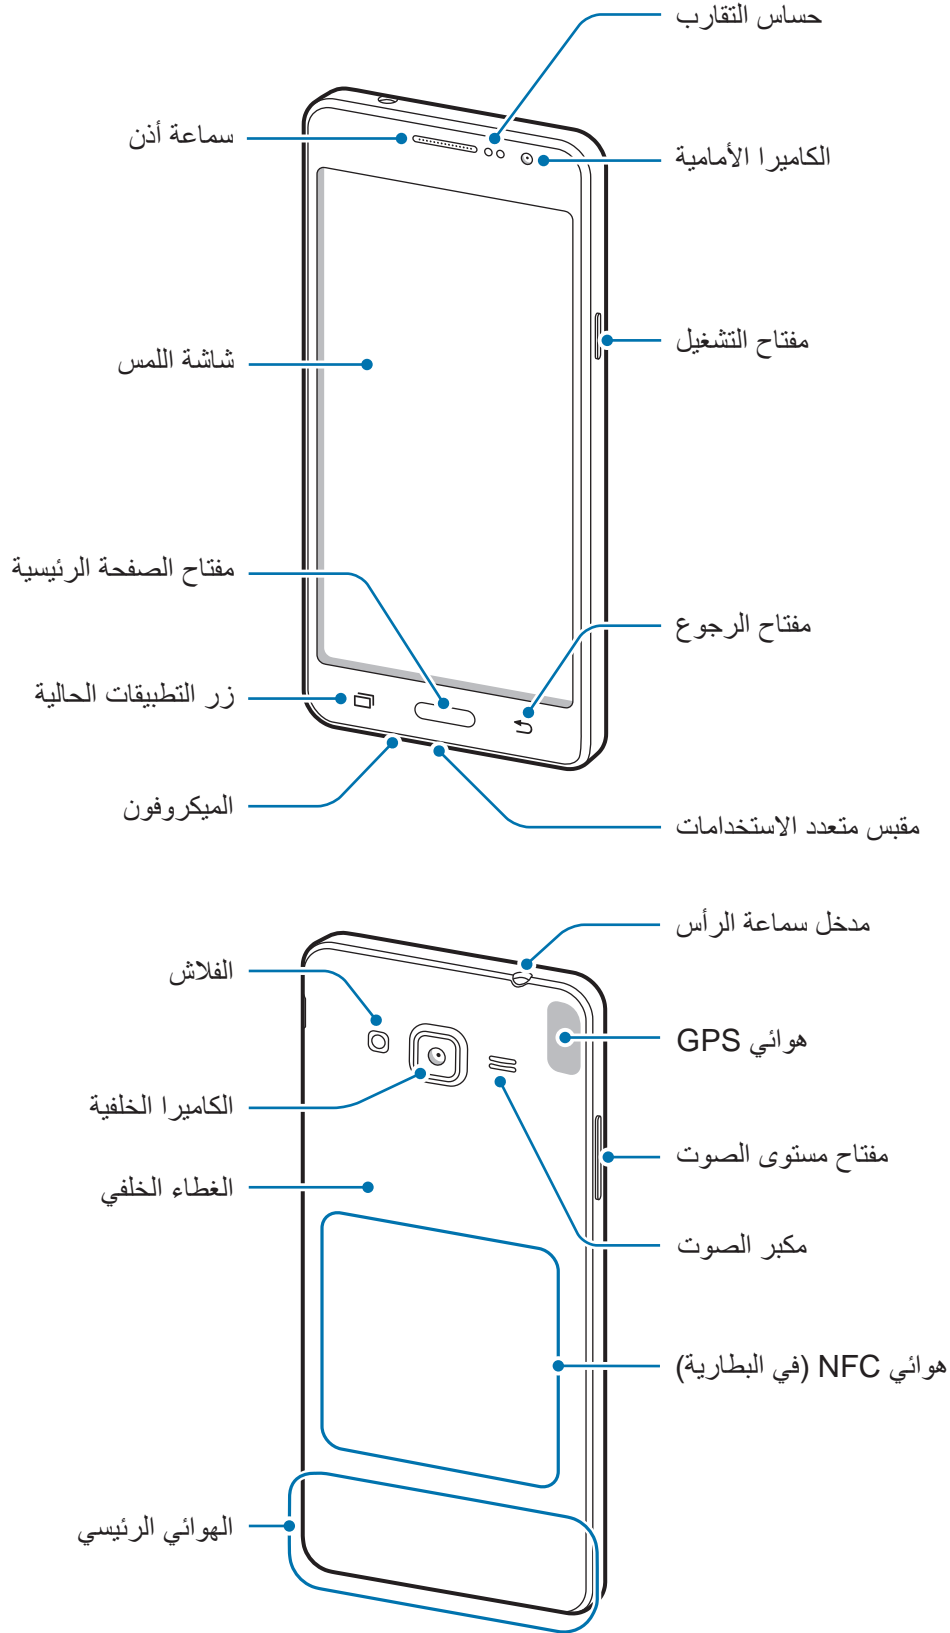 حساس التقارب
سماعة أذن
الكاميرا الأمامية
مفتاح التشغيل
شاشة اللمس
مفتاح الصفحة الرئيسية
مفتاح الرجوع
زر التطبيقات الحالية
الميكروفون
مقبس متعدد الاستخدامات
مدخل سماعة الرأس
الفلاش
هوائي GPS
الكاميرا الخلفية
مفتاح مستوى الصوت
الغطاء الخلفي
مكبر الصوت
هوائي NFC (في البطارية)
الهوائي الرئيسي